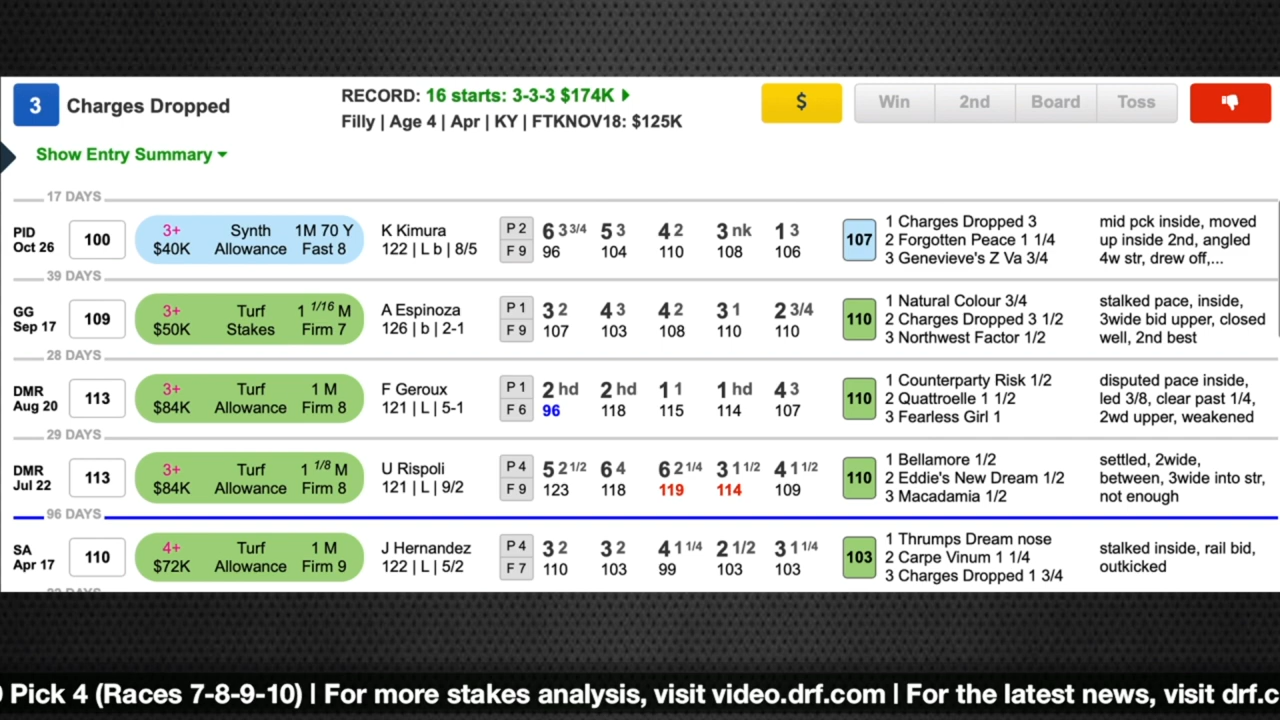 3 Charges Dropped RECORD: 16 starts: 3-3-3 $174K $ Win 2nd Board Toss
Filly | Age 4 | Apr | KY | FTKNOV18: $125K
Show Entry Summary
17 DAYS
PID Oct 26 100 3+ $40K Synth Allowance 1M 70 Y Fast 8
K Kimura 122 | L b | 8/5
P 2 6 3 3/4 5 3 4 2 3 nk 1 3
F 9 96 104 110 108 106
107
1 Charges Dropped 3
2 Forgotten Peace 1 1/4
3 Genevieve's Z Va 3/4
mid pck inside, moved
up inside 2nd, angled
4w str, drew off,...
39 DAYS
GG Sep 17 109 3+ $50K Turf Stakes 1 1/16 M Firm 7
A Espinoza 126 | b | 2-1
P 1 3 2 4 3 4 2 3 1 2 3/4
F 9 107 103 108 110 110
110
1 Natural Colour 3/4
2 Charges Dropped 3 1/2
3 Northwest Factor 1/2
stalked pace, inside,
3wide bid upper, closed
well, 2nd best
28 DAYS
DMR Aug 20 113 3+ $84K Turf Allowance 1 M Firm 8
F Geroux 121 | L | 5-1
P 1 2 hd 2 hd 1 1 1 hd 4 3
F 6 96 118 115 114 107
110
1 Counterparty Risk 1/2
2 Quattroelle 1 1/2
3 Fearless Girl 1
disputed pace inside,
led 3/8, clear past 1/4,
2wd upper, weakened
29 DAYS
DMR Jul 22 113 3+ $84K Turf Allowance 1 1/8 M Firm 8
U Rispoli 121 | L | 9/2
P 4 5 2 1/2 6 4 6 2 1/4 3 1 1/2 4 1 1/2
F 9 123 118 119 114 109
110
1 Bellamore 1/2
2 Eddie's New Dream 1/2
3 Macadamia 1/2
settled, 2wide,
between, 3wide into str,
not enough
96 DAYS
SA Apr 17 110 4+ $72K Turf Allowance 1 M Firm 9
J Hernandez 122 | L | 5/2
P 4 3 2 3 2 4 1 1/4 2 1/2 3 1 1/4
F 7 110 103 99 103 103
103
1 Thrumps Dream nose
2 Carpe Vinum 1 1/4
3 Charges Dropped 1 3/4
stalked inside, rail bid,
outkicked
Pick 4 (Races 7-8-9-10) | For more stakes analysis, visit video.drf.com | For the latest news, visit drf.c